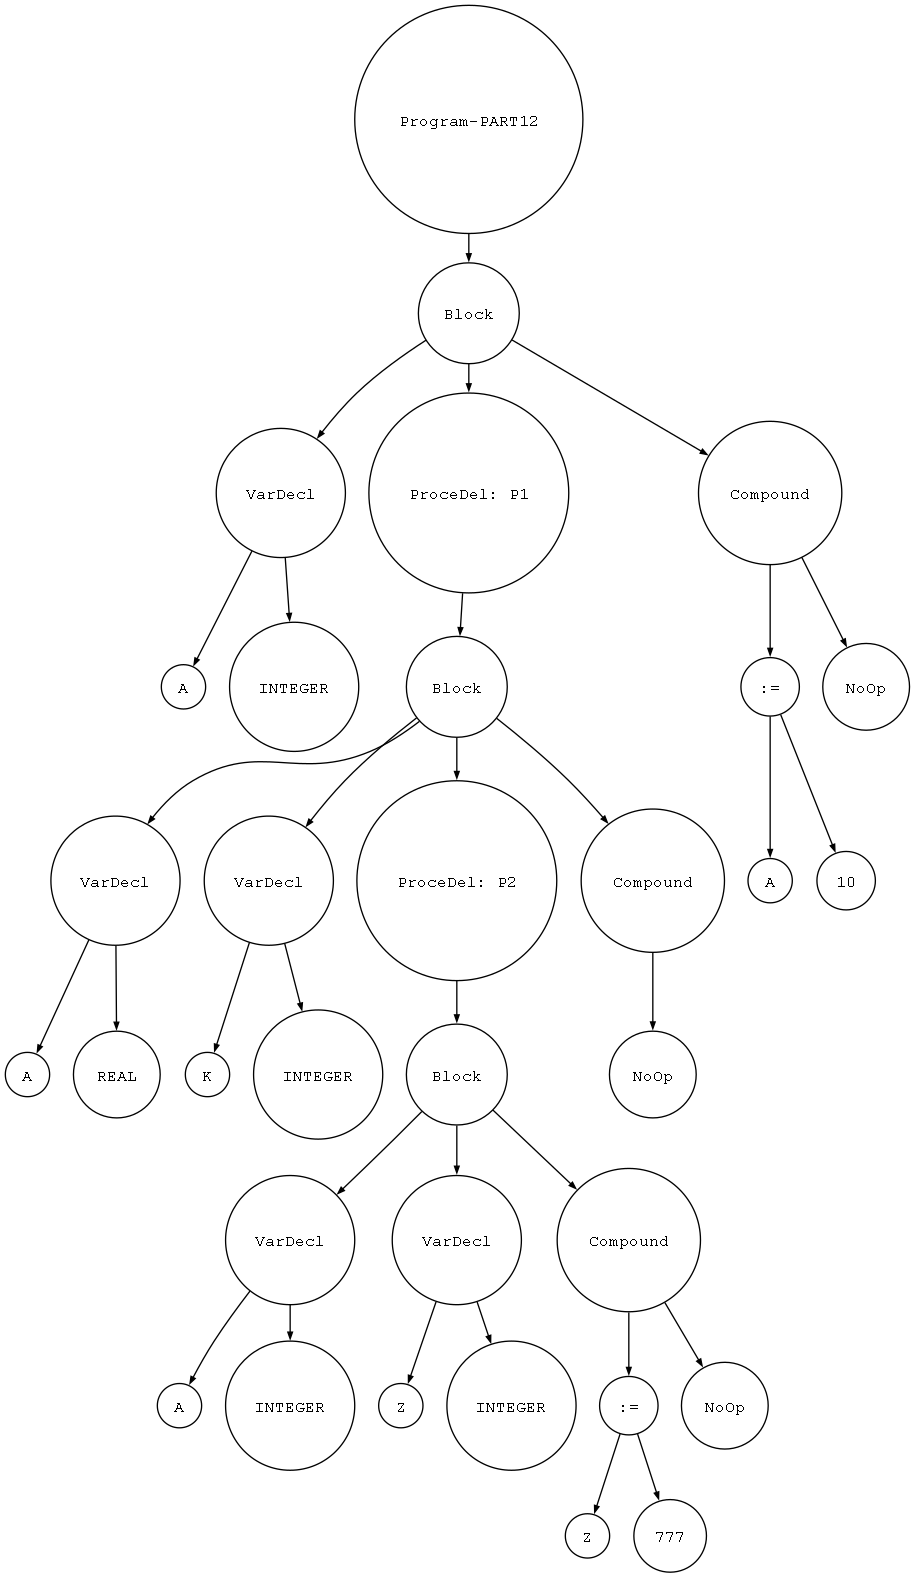 Program-PART12
Block
VarDecl
ProceDel: P1
Compound
A
INTEGER
Block
:=
NoOp
VarDecl
VarDecl
ProceDel: P2
Compound
A
10
A
REAL
K
INTEGER
Block
NoOp
VarDecl
VarDecl
Compound
A
INTEGER
Z
INTEGER
:=
NoOp
Z
777